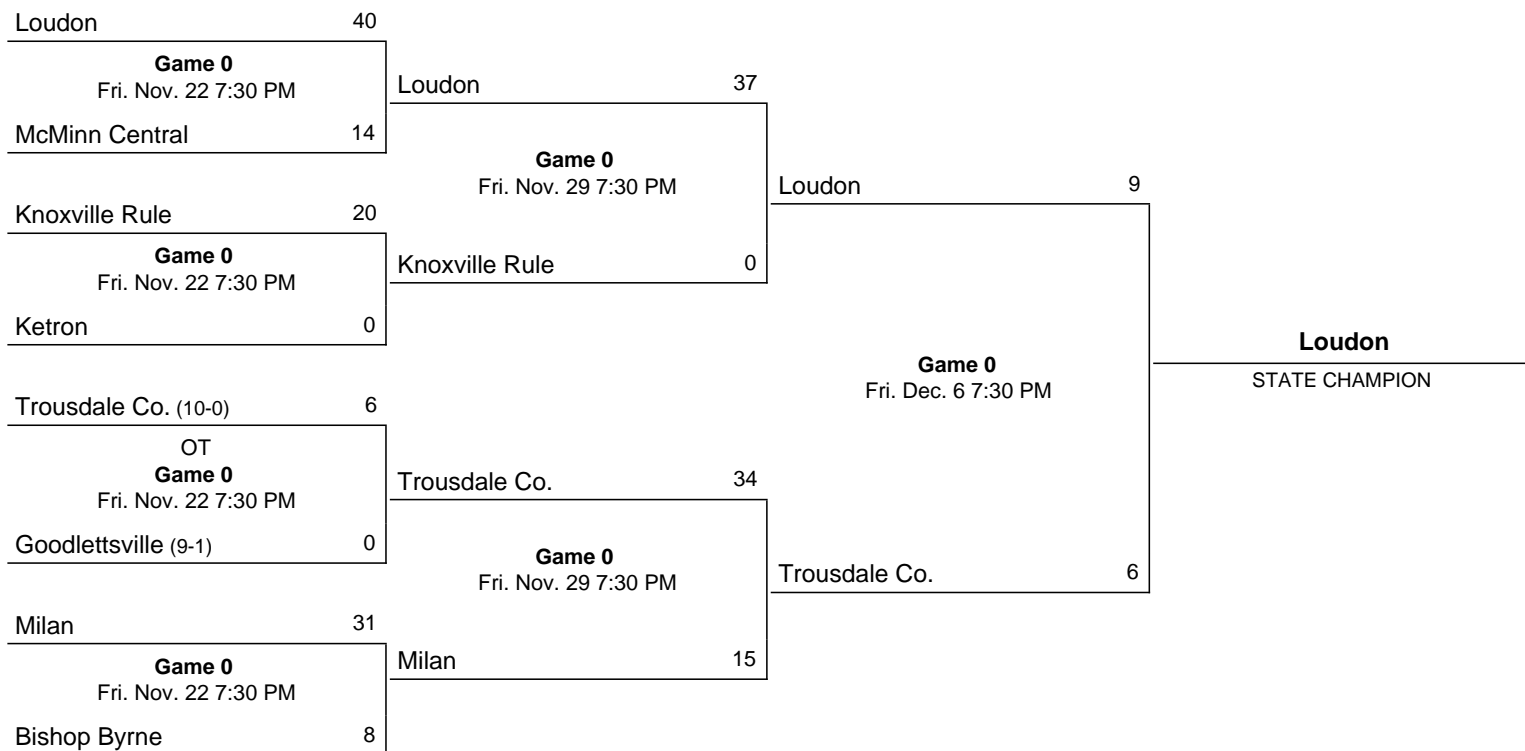 Loudon 40
Game 0
Fri. Nov. 22 7:30 PM
McMinn Central 14
Knoxville Rule 20
Game 0
Fri. Nov. 22 7:30 PM
Ketron 0
Trousdale Co. (10-0) 6
OT
Game 0
Fri. Nov. 22 7:30 PM
Goodlettsville (9-1) 0
Milan 31
Game 0
Fri. Nov. 22 7:30 PM
Bishop Byrne 8
Loudon 37
Game 0
Fri. Nov. 29 7:30 PM
Knoxville Rule 0
Trousdale Co. 34
Game 0
Fri. Nov. 29 7:30 PM
Milan 15
Loudon 9
Game 0
Fri. Dec. 6 7:30 PM
Trousdale Co. 6
Loudon
STATE CHAMPION